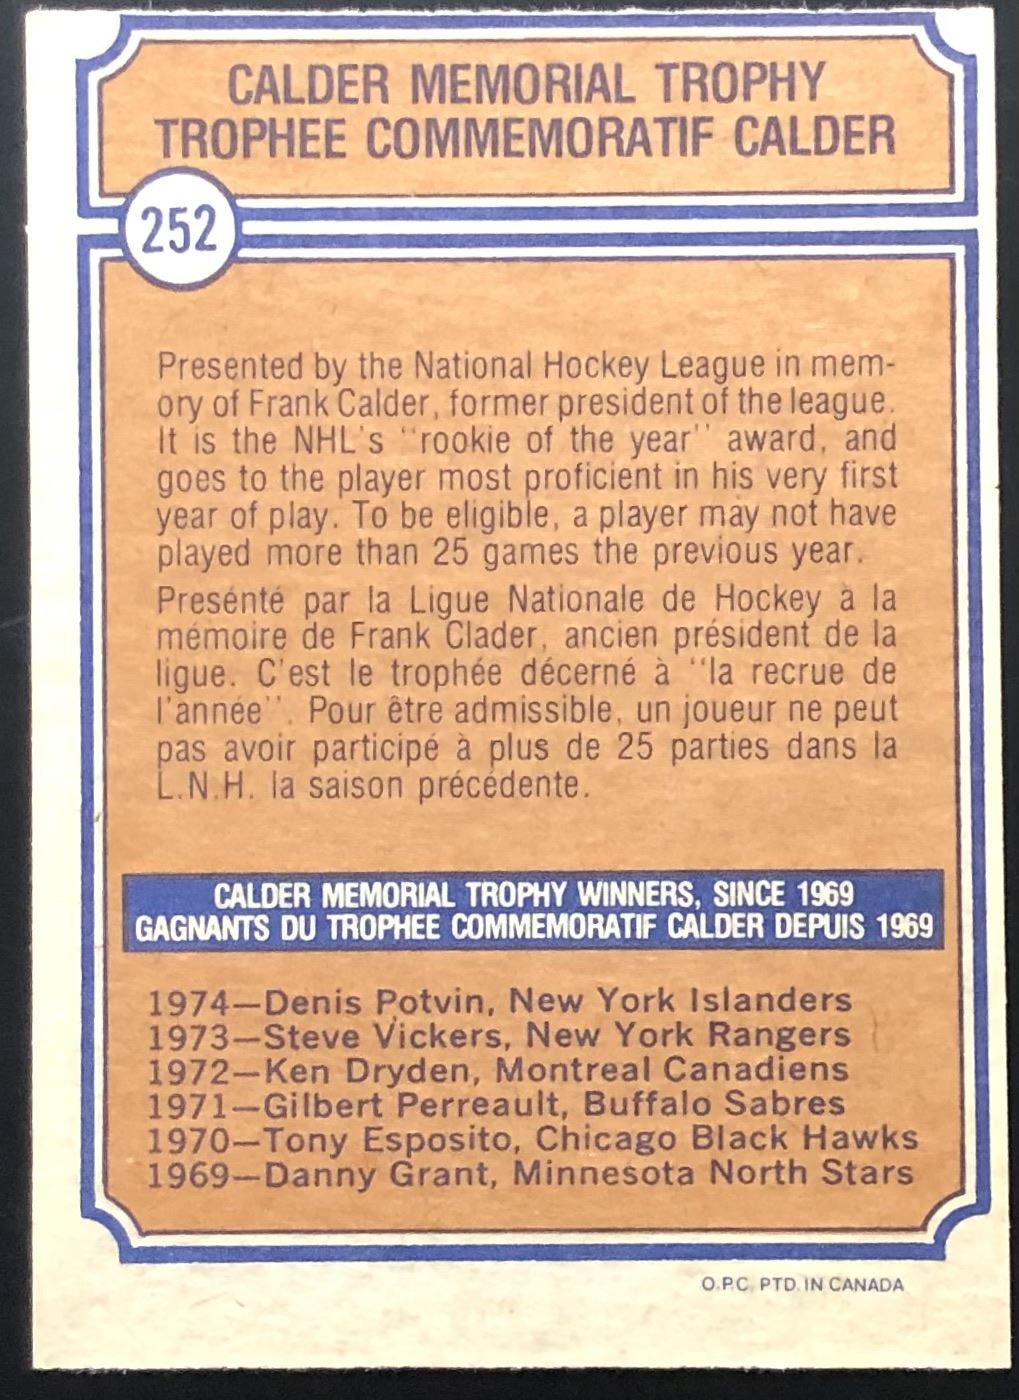 CALDER MEMORIAL TROPHY
TROPHEE COMMEMORATIF CALDER
252
Presented by the National Hockey League in mem-
ory of Frank Calder, former president of the league.
It is the NHL's "rookie of the year" award, and
goes to the player most proficient in his very first
year of play. To be eligible, a player may not have
played more than 25 games the previous year.
Présenté par la Ligue Nationale de Hockey à la
mémoire de Frank Clader, ancien président de la
ligue. C'est le trophée décerné à "la recrue de
l'année". Pour être admissible, un joueur ne peut
pas avoir participé à plus de 25 parties dans la
L.N.H. la saison précédente.
CALDER MEMORIAL TROPHY WINNERS, SINCE 1969
GAGNANTS DU TROPHEE COMMEMORATIF CALDER DEPUIS 1969
1974—Denis Potvin, New York Islanders
1973—Steve Vickers, New York Rangers
1972—Ken Dryden, Montreal Canadiens
1971—Gilbert Perreault, Buffalo Sabres
1970—Tony Esposito, Chicago Black Hawks
1969—Danny Grant, Minnesota North Stars
O.P.C. PTD. IN CANADA